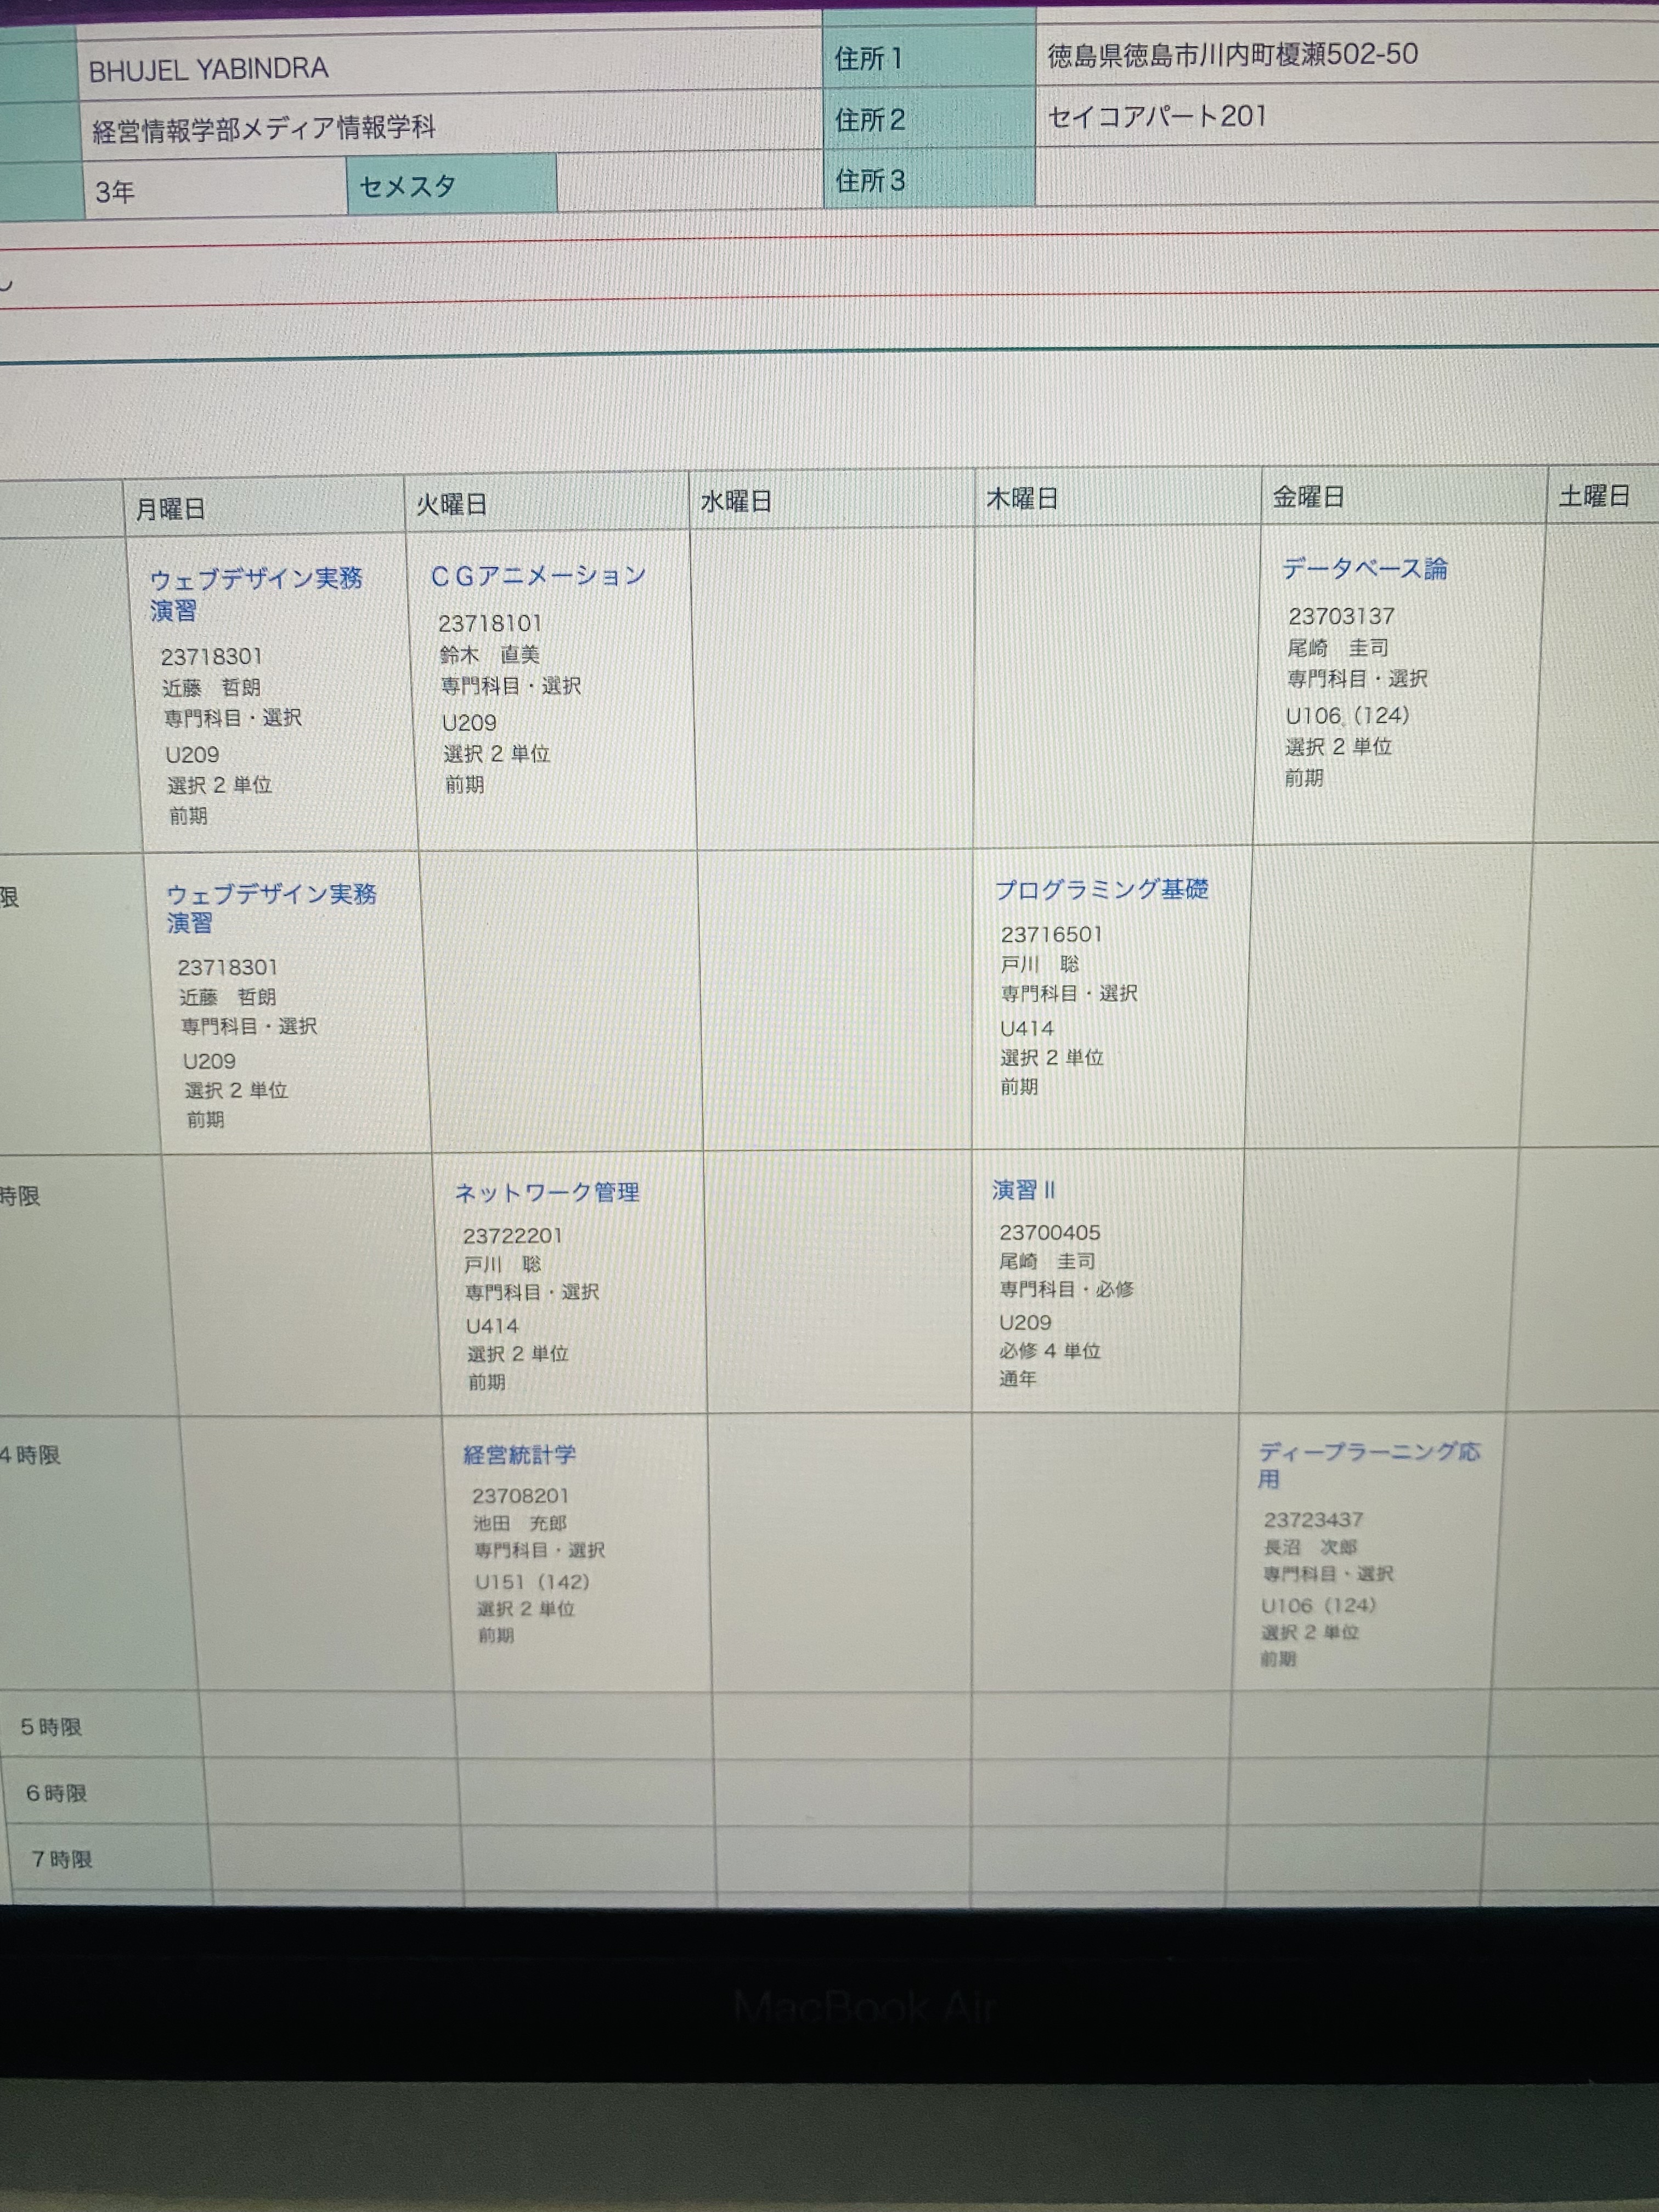 BHUJEL YABINDRA
住所1
徳島県徳島市川内町榎瀬502-50
経営情報学部メディア情報学科
住所2
セイコアパート201
3年
セメスタ
住所3
月曜日
火曜日
水曜日
木曜日
金曜日
土曜日
ウェブデザイン実務
演習
23718301
近藤 哲朗
専門科目・選択
U209
選択 2 単位
前期
CGアニメーション
23718101
鈴木 直美
専門科目・選択
U209
選択 2 単位
前期
データベース論
23703137
尾崎 圭司
専門科目・選択
U106（124）
選択 2 単位
前期
限
ウェブデザイン実務
演習
23718301
近藤 哲朗
専門科目・選択
U209
選択 2 単位
前期
プログラミング基礎
23716501
戸川 聡
専門科目・選択
U414
選択 2 単位
前期
時限
ネットワーク管理
23722201
戸川 聡
専門科目・選択
U414
選択 2 単位
前期
演習Ⅱ
23700405
尾崎 圭司
専門科目・必修
U209
必修 4 単位
通年
4時限
経営統計学
23708201
池田 充郎
専門科目・選択
U151（142）
選択 2 単位
前期
ディープラーニング応
用
23723437
長沼 次郎
専門科目・選択
U106（124）
選択 2 単位
前期
5時限
6時限
7時限
MacBook Air